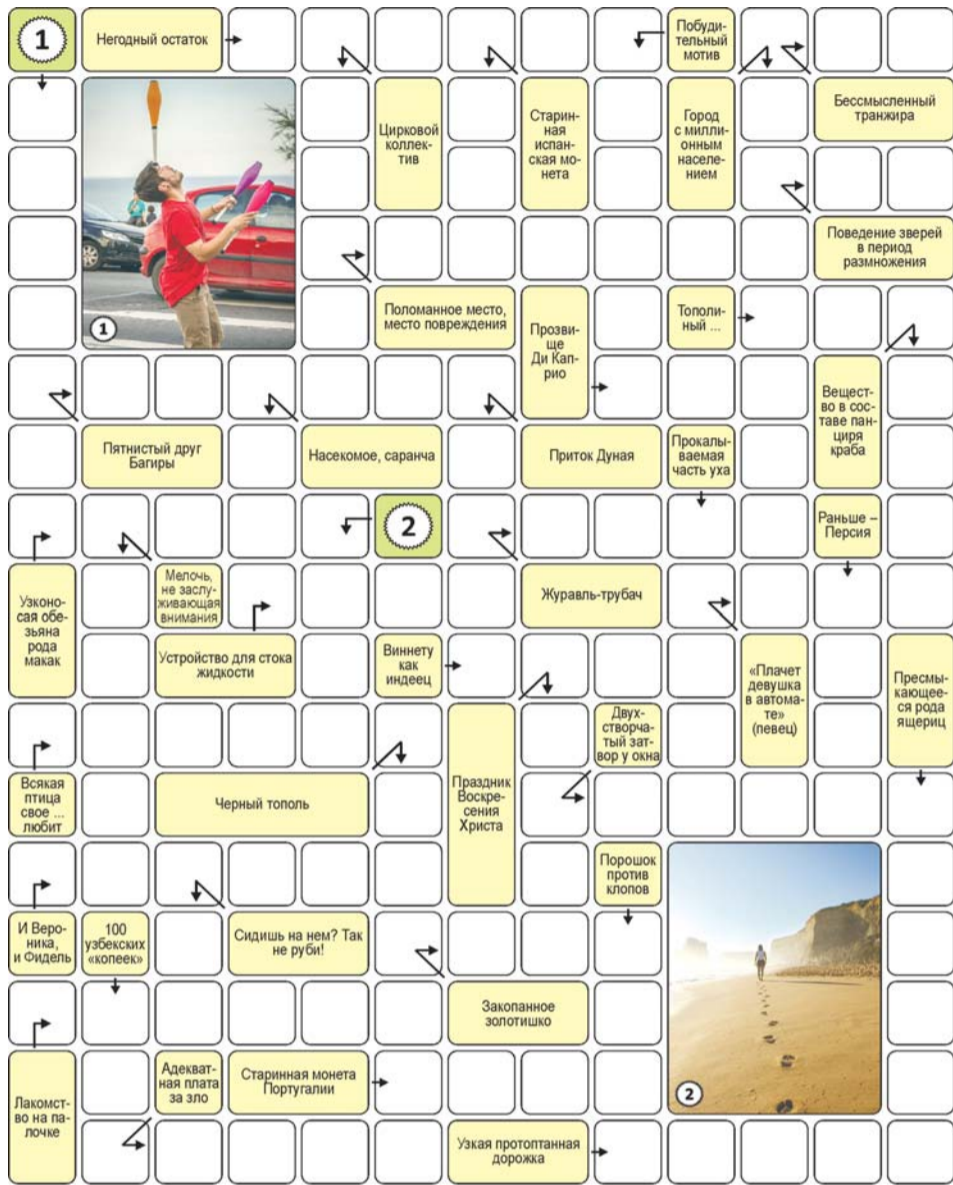 1
Негодный остаток
Побуди-
тельный
мотив
Цирковой
коллек-
тив
Старин-
ная
испан-
ская мо-
нета
Город
с милли-
онным
населе-
нием
Бессмысленный
транжира
Поведение зверей
в период
размножения
1
Поломанное место,
место повреждения
Прозви-
ще
Ди Кап-
рио
Тополи-
ный ...
Вещест-
во в сос-
таве пан-
циря
краба
Пятнистый друг
Багиры
Насекомое, саранча
Приток Дуная
Прокалы-
ваемая
часть уха
2
Раньше –
Персия
Узконо-
сая обе-
зьяна
рода
макак
Мелочь,
не заслу-
живающая
внимания
Журавль-трубач
Устройство для стока
жидкости
Виннету
как
индеец
«Плачет
девушка
в автома-
те»
(певец)
Пресмы-
кающее-
ся рода
ящериц
Праздник
Воскре-
сения
Христа
Двух-
створча-
тый зат-
вор у окна
Всякая
птица
свое ...
любит
Черный тополь
Порошок
против
клопов
И Веро-
ника,
и Фидель
100
узбекских
«копеек»
Сидишь на нем? Так
не руби!
Закопанное
золотишко
Лакомст-
во на па-
лочке
Адекват-
ная плата
за зло
Старинная монета
Португалии
2
Узкая протоптанная
дорожка